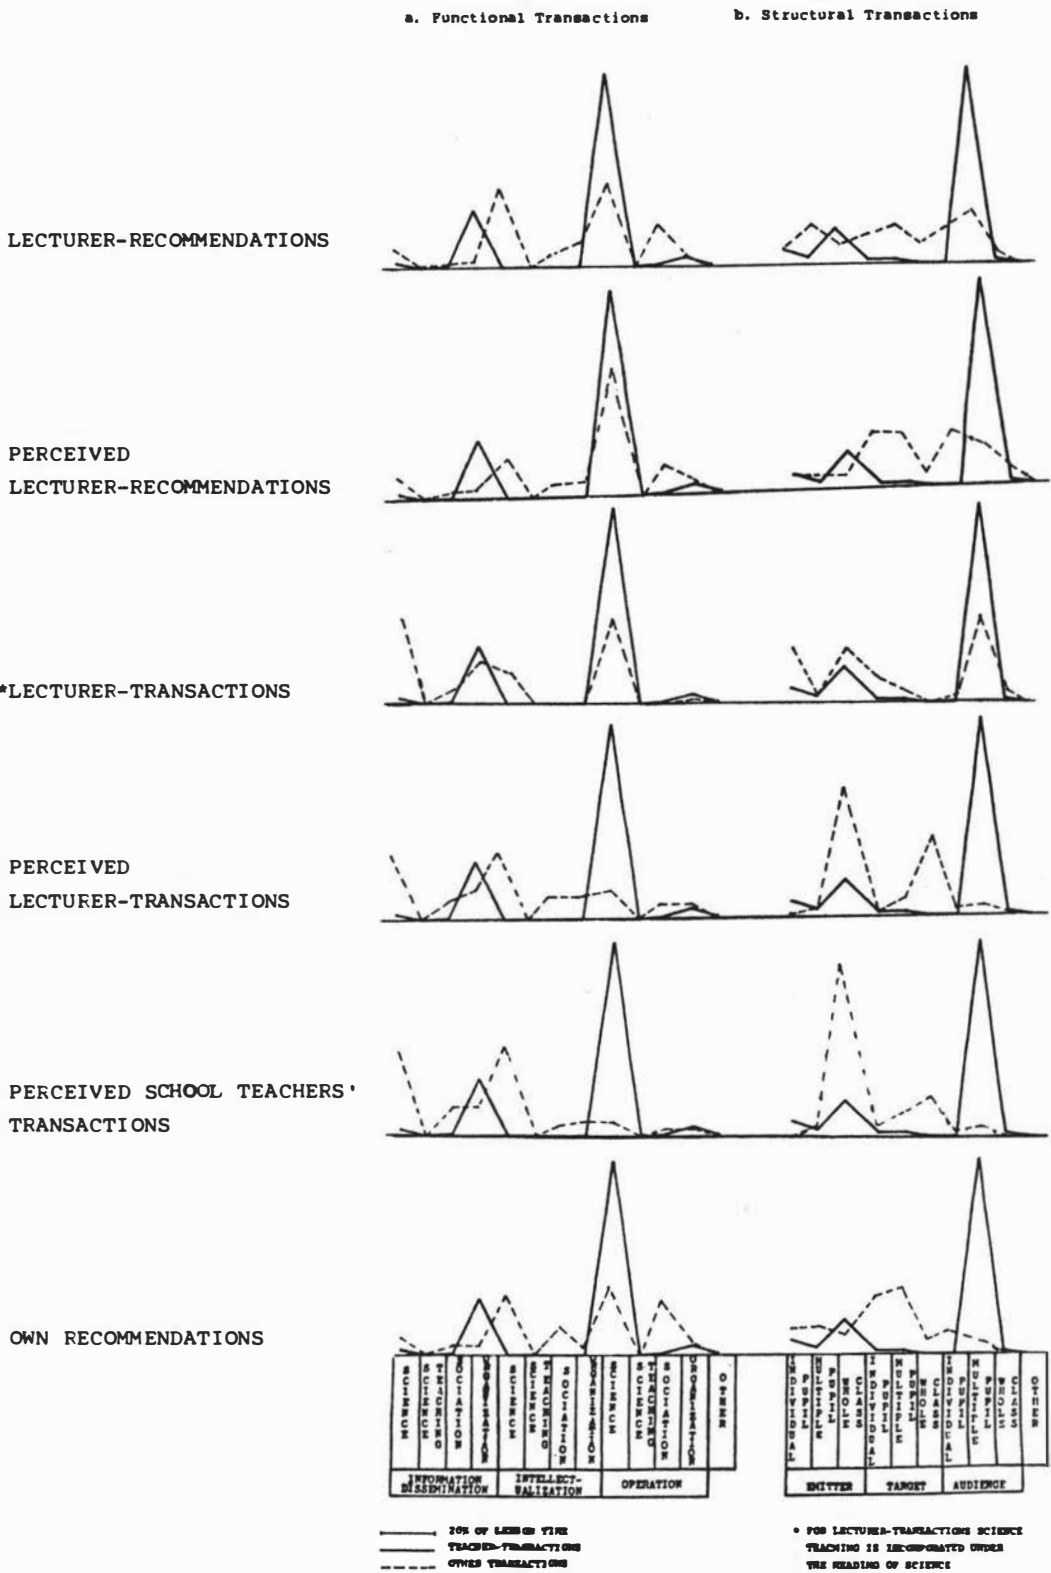 a. Functional Transactions
b. Structural Transactions
LECTURER-RECOMMENDATIONS
PERCEIVED
LECTURER-RECOMMENDATIONS
*LECTURER-TRANSACTIONS
PERCEIVED
LECTURER-TRANSACTIONS
PERCEIVED SCHOOL TEACHERS'
TRANSACTIONS
OWN RECOMMENDATIONS
SCIENCE
SCIENCE TEACHING
SOCIATION
ORGANIZATION
SCIENCE
SCIENCE TEACHING
SOCIATION
ORGANIZATION
SCIENCE
SCIENCE TEACHING
SOCIATION
ORGANIZATION
OTHER
INFORMATION
DISSEMINATION
INTELLECT-
UALIZATION
OPERATION
INDIVIDUAL PUPIL
MULTIPLE PUPIL
WHOLE CLASS
INDIVIDUAL PUPIL
MULTIPLE PUPIL
WHOLE CLASS
INDIVIDUAL PUPIL
MULTIPLE PUPIL
WHOLE CLASS
OTHER
EMITTER
TARGET
AUDIENCE
20% OF LESSON TIME
TEACHER-TRANSACTIONS
OTHER TRANSACTIONS
* FOR LECTURER-TRANSACTIONS SCIENCE
TEACHING IS INCORPORATED UNDER
THE HEADING OF SCIENCE